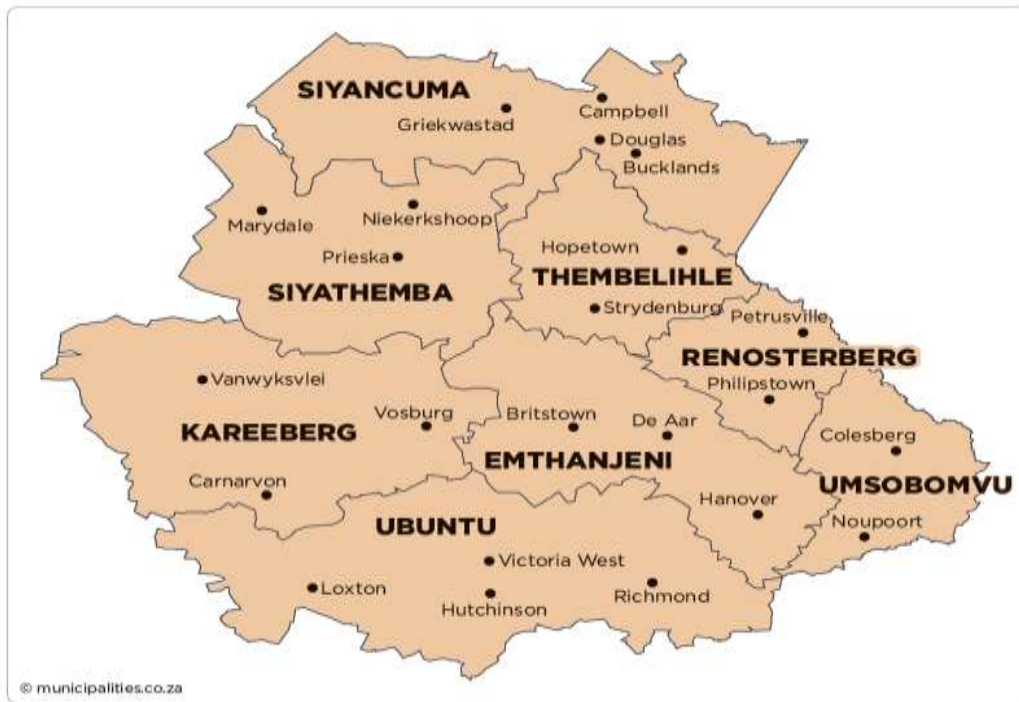 SIYANCUMA
Campbell
Griekwastad
Douglas
Bucklands
Marydale
Niekerkshoop
Hopetown
Prieska
THEMBELIHLE
SIYATHEMBA
Strydenburg
Petrusville
RENOSTERBERG
Vanwyksvlei
Philipstown
Vosburg
Britstown
De Aar
KAREEBERG
Colesberg
EMTHANJENI
Carnarvon
UMSOBOMVU
Hanover
UBUNTU
Noupoort
Victoria West
Loxton
Hutchinson
Richmond
© municipalities.co.za